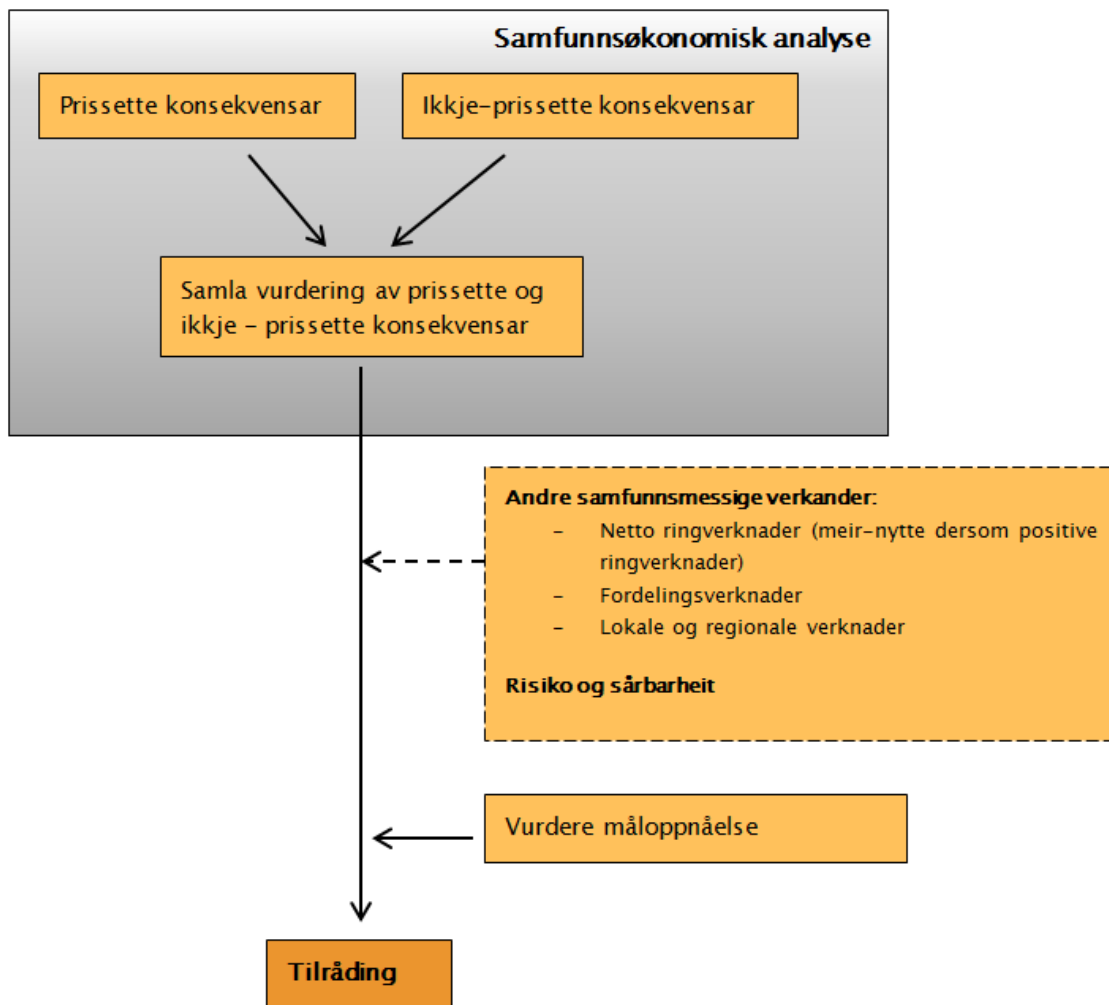 Samfunnsøkonomisk analyse
Prissette konsekvensar
Ikkje-prissette konsekvensar
Samla vurdering av prissette og
ikkje - prissette konsekvensar
Andre samfunnsmessige verkander:
- Netto ringverknader (meir-nytte dersom positive
ringverknader)
- Fordelingsverknader
- Lokale og regionale verknader
Risiko og sårbarheit
Vurdere måloppnåelse
Tilråding